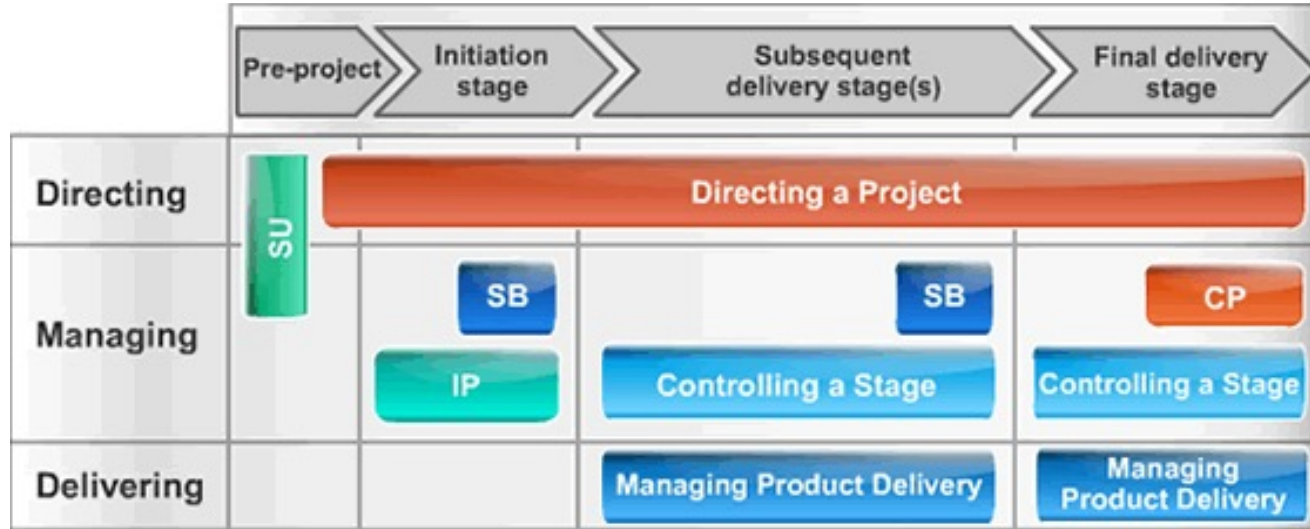 Pre-project
Initiation
stage
Subsequent
delivery stage(s)
Final delivery
stage
Directing
SU
Directing a Project
Managing
SB
SB
CP
IP
Controlling a Stage
Controlling a Stage
Delivering
Managing Product Delivery
Managing
Product Delivery